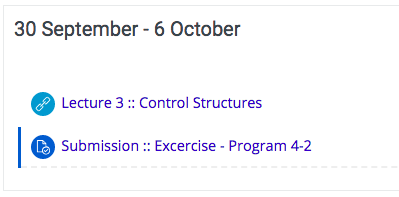 30 September - 6 October
Lecture 3 :: Control Structures
Submission :: Excercise - Program 4-2